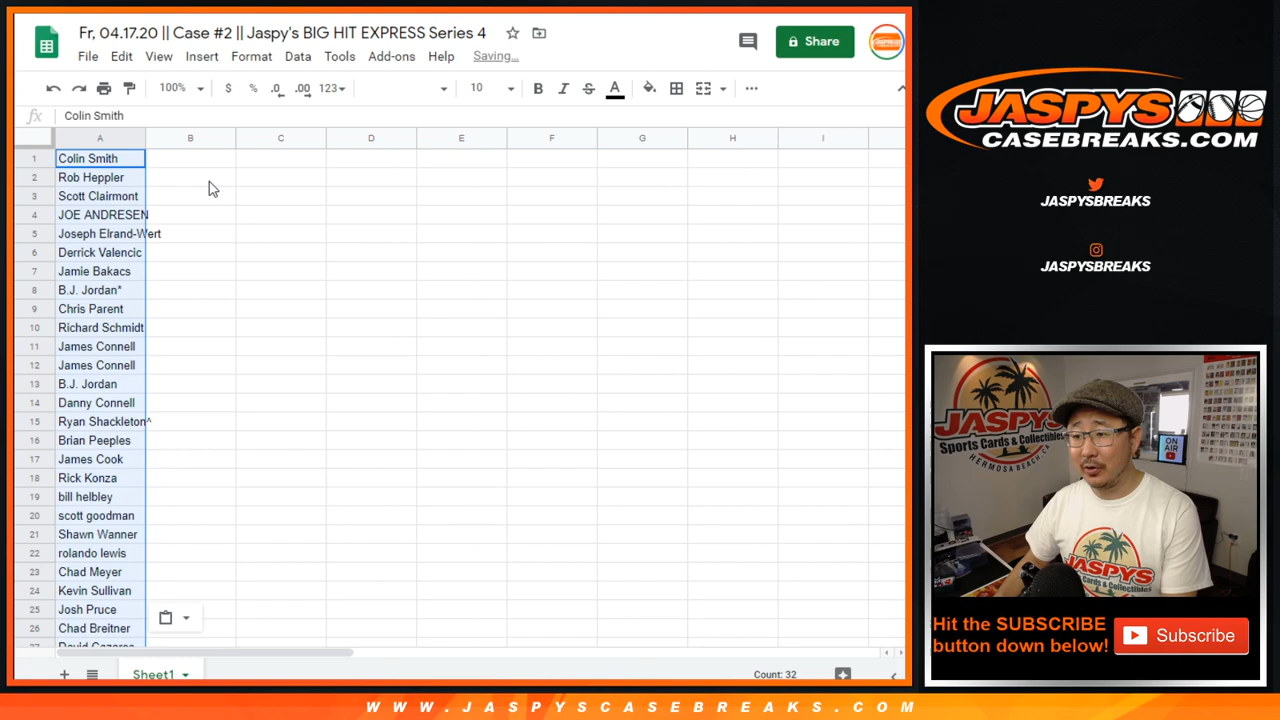 Fr, 04.17.20 || Case #2 || Jaspy's BIG HIT EXPRESS Series 4
File Edit View Insert Format Data Tools Add-ons Help Saving...
Share
100% $ % .0 .00 123 10 B I S A
fx Colin Smith
A B C D E F G H I
1 Colin Smith
2 Rob Heppler
3 Scott Clairmont
4 JOE ANDRESEN
5 Joseph Elrand-Wert
6 Derrick Valencic
7 Jamie Bakacs
8 B.J. Jordan*
9 Chris Parent
10 Richard Schmidt
11 James Connell
12 James Connell
13 B.J. Jordan
14 Danny Connell
15 Ryan Shackleton^
16 Brian Peeples
17 James Cook
18 Rick Konza
19 bill helbley
20 scott goodman
21 Shawn Wanner
22 rolando lewis
23 Chad Meyer
24 Kevin Sullivan
25 Josh Pruce
26 Chad Breitner
Sheet1
Count: 32
JASPYS
CASEBREAKS.COM
JASPYSBREAKS
JASPYSBREAKS
JASPYS
Sports Cards & Collectibles
HERMOSA BEACH, CA
ON
AIR
JASPYS
Hit the SUBSCRIBE
button down below!
Subscribe
WWW.JASPYSCASEBREAKS.COM